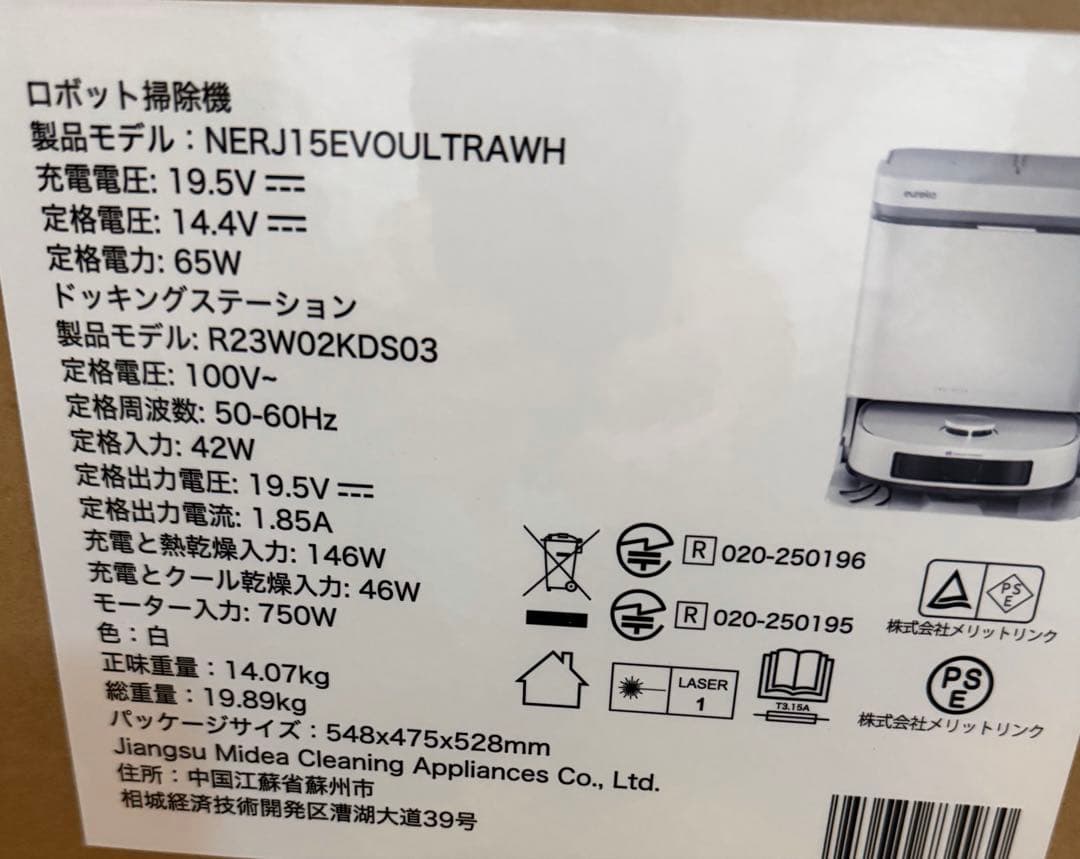 ロボット掃除機
製品モデル：NERJ15EVOULTRAWH
充電電圧: 19.5V
定格電圧: 14.4V
定格電力: 65W
ドッキングステーション
製品モデル: R23W02KDS03
定格電圧: 100V~
定格周波数: 50-60Hz
定格入力: 42W
定格出力電圧: 19.5V
定格出力電流: 1.85A
充電と熱乾燥入力: 146W
充電とクール乾燥入力: 46W
モーター入力: 750W
色：白
正味重量：14.07kg
総重量：19.89kg
パッケージサイズ：548x475x528mm
Jiangsu Midea Cleaning Appliances Co., Ltd.
住所：中国江蘇省蘇州市
相城経済技術開発区漕湖大道39号
eureka
R 020-250196
R 020-250195
LASER
1
T3.15A
PSE
株式会社メリットリンク
PSE
株式会社メリットリンク